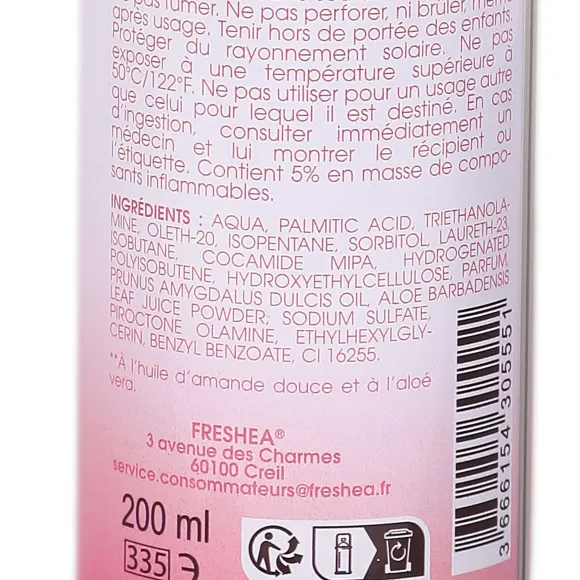 pas fumer. Ne pas perforer, ni brûler, même
après usage. Tenir hors de portée des enfants.
Protéger du rayonnement solaire. Ne pas
exposer à une température supérieure à
50°C/122°F. Ne pas utiliser pour un usage autre
que celui pour lequel il est destiné. En cas
d'ingestion, consulter immédiatement un
médecin et lui montrer le récipient ou
l'étiquette. Contient 5% en masse de compo-
sants inflammables.
INGRÉDIENTS : AQUA, PALMITIC ACID, TRIETHANOLA-
MINE, OLETH-20, ISOPENTANE, SORBITOL, LAURETH-23,
ISOBUTANE, COCAMIDE MIPA, HYDROGENATED
POLYISOBUTENE, HYDROXYETHYLCELLULOSE, PARFUM,
PRUNUS AMYGDALUS DULCIS OIL, ALOE BARBADENSIS
LEAF JUICE POWDER; SODIUM SULFATE,
PIROCTONE OLAMINE, ETHYLHEXYLGLY-
CERIN, BENZYL BENZOATE, CI 16255.
**À l'huile d'amande douce et à l'aloé
vera.
FRESHEA®
3 avenue des Charmes
60100 Creil
service.consommateurs@freshea.fr
200 ml
335 3
3 666154 305551